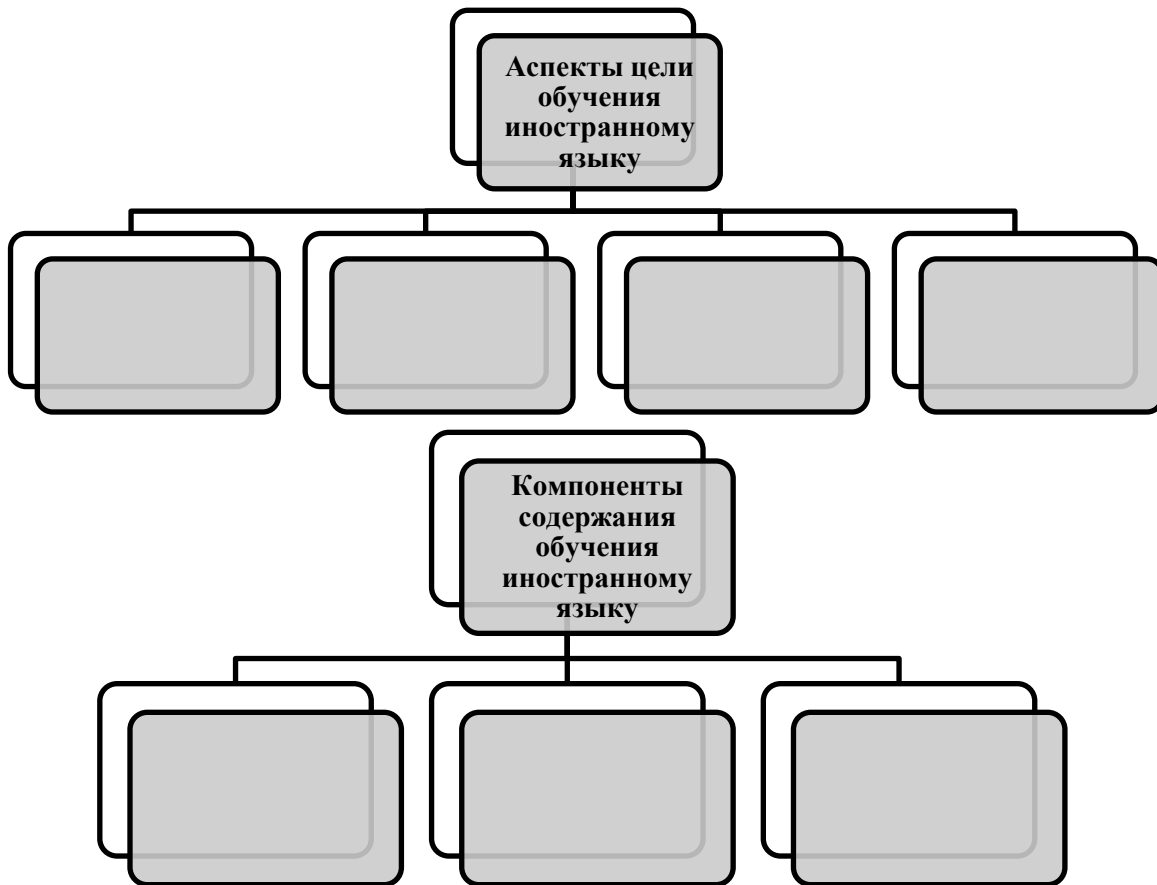 Аспекты цели
обучения
иностранному
языку
Компоненты
содержания
обучения
иностранному
языку